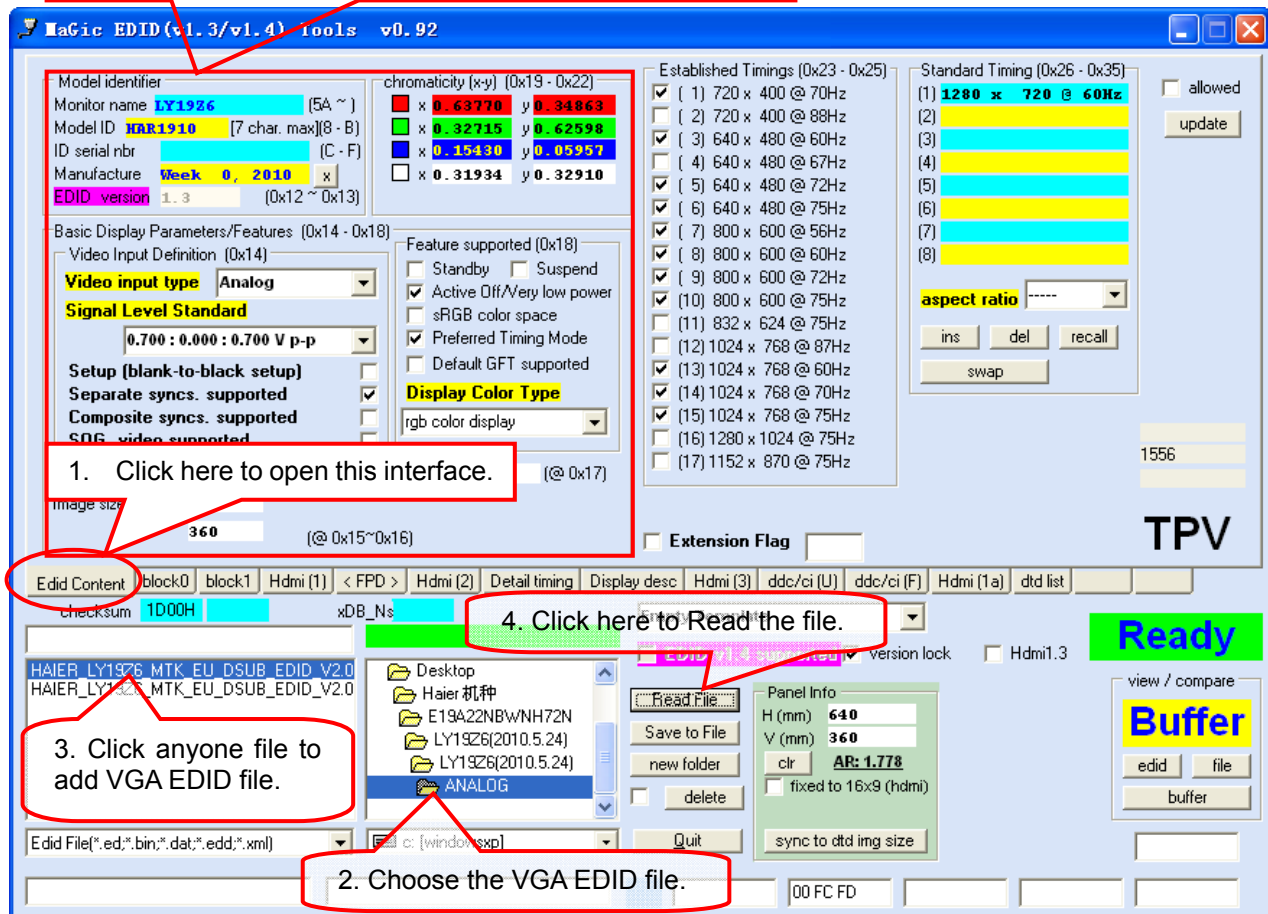 MaGic EDID(v1.3/v1.4) Tools v0.92
Model identifier
Monitor name LY19Z6 (5A ~ )
Model ID HAR1910 [7 char. max](8 - B)
ID serial nbr (C - F)
Manufacture Week 0, 2010 x
EDID version 1.3 (0x12 ~ 0x13)
chromaticity (x-y) (0x19 - 0x22)
x 0.63770 y 0.34863
x 0.32715 y 0.62598
x 0.15430 y 0.05957
x 0.31934 y 0.32910
Basic Display Parameters/Features (0x14 - 0x18)
Video Input Definition (0x14)
Video input type Analog
Signal Level Standard
0.700 : 0.000 : 0.700 V p-p
Setup (blank-to-black setup)
Separate syncs. supported
Composite syncs. supported
SOG video supported
Feature supported (0x18)
Standby Suspend
Active Off/Very low power
sRGB color space
Preferred Timing Mode
Default GFT supported
Display Color Type
rgb color display
(@ 0x17)
Image size
360 (@ 0x15~0x16)
1. Click here to open this interface.
Established Timings (0x23 - 0x25)
( 1) 720 x 400 @ 70Hz
( 2) 720 x 400 @ 88Hz
( 3) 640 x 480 @ 60Hz
( 4) 640 x 480 @ 67Hz
( 5) 640 x 480 @ 72Hz
( 6) 640 x 480 @ 75Hz
( 7) 800 x 600 @ 56Hz
( 8) 800 x 600 @ 60Hz
( 9) 800 x 600 @ 72Hz
(10) 800 x 600 @ 75Hz
(11) 832 x 624 @ 75Hz
(12) 1024 x 768 @ 87Hz
(13) 1024 x 768 @ 60Hz
(14) 1024 x 768 @ 70Hz
(15) 1024 x 768 @ 75Hz
(16) 1280 x 1024 @ 75Hz
(17) 1152 x 870 @ 75Hz
Extension Flag
Standard Timing (0x26 - 0x35)
(1) 1280 x 720 @ 60Hz
(2)
(3)
(4)
(5)
(6)
(7)
(8)
aspect ratio -----
ins del recall
swap
allowed
update
1556
TPV
Edid Content block0 block1 Hdmi (1) < FPD > Hdmi (2) Detail timing Display desc Hdmi (3) ddc/ci (U) ddc/ci (F) Hdmi (1a) dtd list
checksum 1D00H xDB_Ns
4. Click here to Read the file.
version lock Hdmi1.3
Ready
HAIER_LY19Z6_MTK_EU_DSUB_EDID_V2.0
HAIER_LY19Z6_MTK_EU_DSUB_EDID_V2.0
3. Click anyone file to
add VGA EDID file.
Edid File(*.ed;*.bin;*.dat;*.edd;*.xml)
Desktop
Haier 机种
E19A22NBWNH72N
LY19Z6(2010.5.24)
LY19Z6(2010.5.24)
ANALOG
c: [windowsxp]
2. Choose the VGA EDID file.
Read File
Save to File
new folder
delete
Quit
Panel Info
H (mm) 640
V (mm) 360
clr AR: 1.778
fixed to 16x9 (hdmi)
sync to dtd img size
view / compare
Buffer
edid file
buffer
00 FC FD